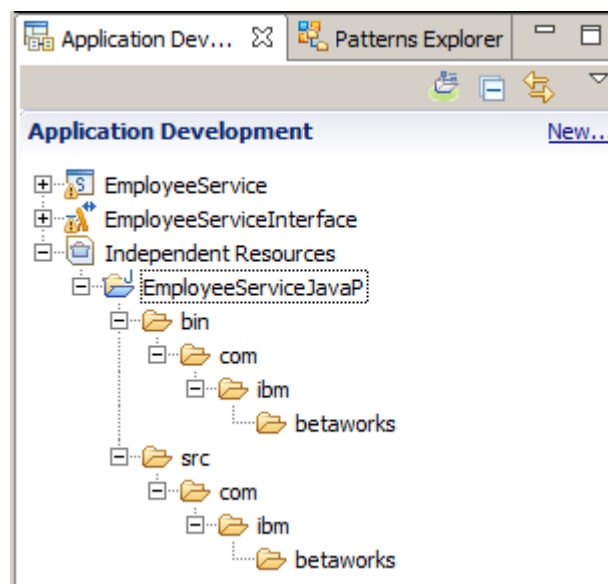 Application Dev... Patterns Explorer
Application Development New...
EmployeeService
EmployeeServiceInterface
Independent Resources
EmployeeServiceJavaP
bin
com
ibm
betaworks
src
com
ibm
betaworks